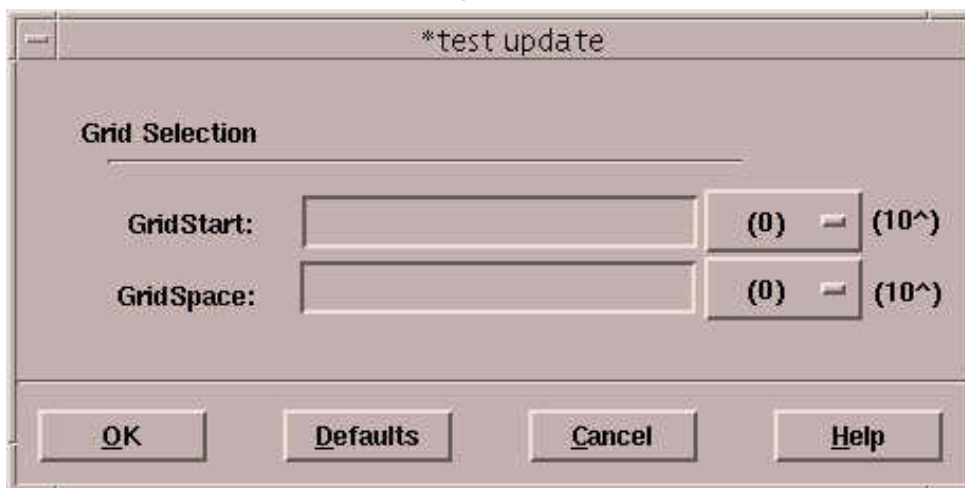 *test update
Grid Selection
GridStart: (0) (10^)
GridSpace: (0) (10^)
OK Defaults Cancel Help